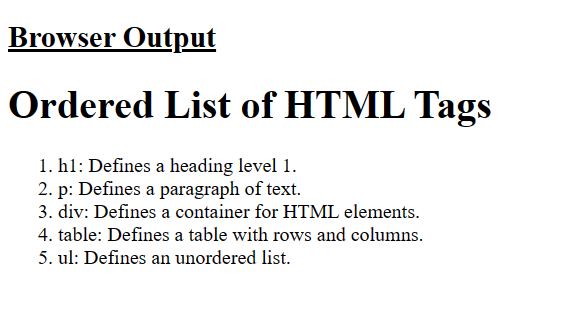 Browser Output
Ordered List of HTML Tags
1. h1: Defines a heading level 1.
2. p: Defines a paragraph of text.
3. div: Defines a container for HTML elements.
4. table: Defines a table with rows and columns.
5. ul: Defines an unordered list.